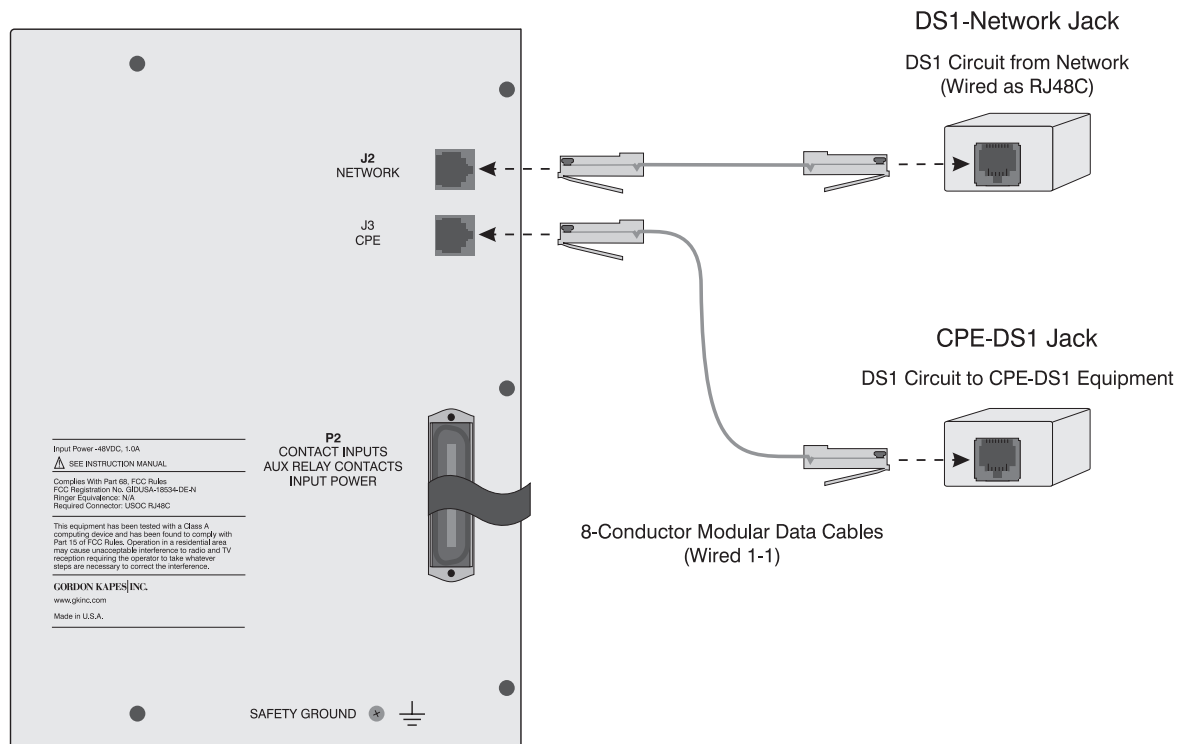 DS1-Network Jack
DS1 Circuit from Network
(Wired as RJ48C)
J2
NETWORK
J3
CPE
CPE-DS1 Jack
DS1 Circuit to CPE-DS1 Equipment
P2
CONTACT INPUTS
AUX RELAY CONTACTS
INPUT POWER
Input Power -48VDC, 1.0A
SEE INSTRUCTION MANUAL
Complies With Part 68, FCC Rules
FCC Registration No. GIDUSA-18534-DE-N
Ringer Equivalence: N/A
Required Connector: USOC RJ48C
This equipment has been tested with a Class A
computing device and has been found to comply with
Part 15 of FCC Rules. Operation in a residential area
may cause unacceptable interference to radio and TV
reception requiring the operator to take whatever
steps are necessary to correct the interference.
GORDON KAPES|INC.
www.gkinc.com
Made in U.S.A.
8-Conductor Modular Data Cables
(Wired 1-1)
SAFETY GROUND